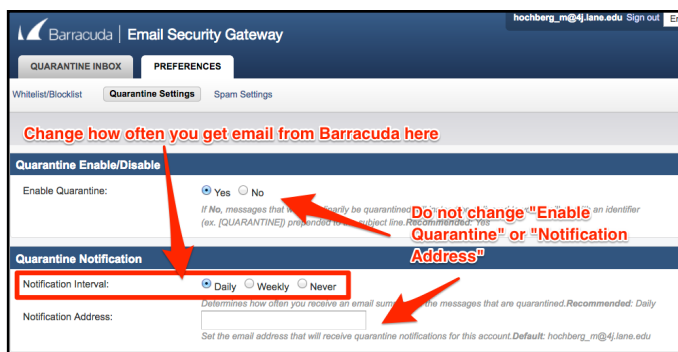 hochberg_m@4j.lane.edu Sign out
Barracuda | Email Security Gateway
QUARANTINE INBOX PREFERENCES
Whitelist/Blocklist Quarantine Settings Spam Settings
Change how often you get email from Barracuda here
Quarantine Enable/Disable
Enable Quarantine: Yes No
If No, messages that
be quarantined
an identifier
(ex. [QUARANTINE]) prepended to
subject line. Recommended: Yes
Do not change "Enable
Quarantine" or "Notification
Address"
Quarantine Notification
Notification Interval: Daily Weekly Never
Determines how often you receive an email
the messages that are quarantined. Recommended: Daily
Notification Address:
Set the email address that will receive quarantine notifications for this account. Default: hochberg_m@4j.lane.edu